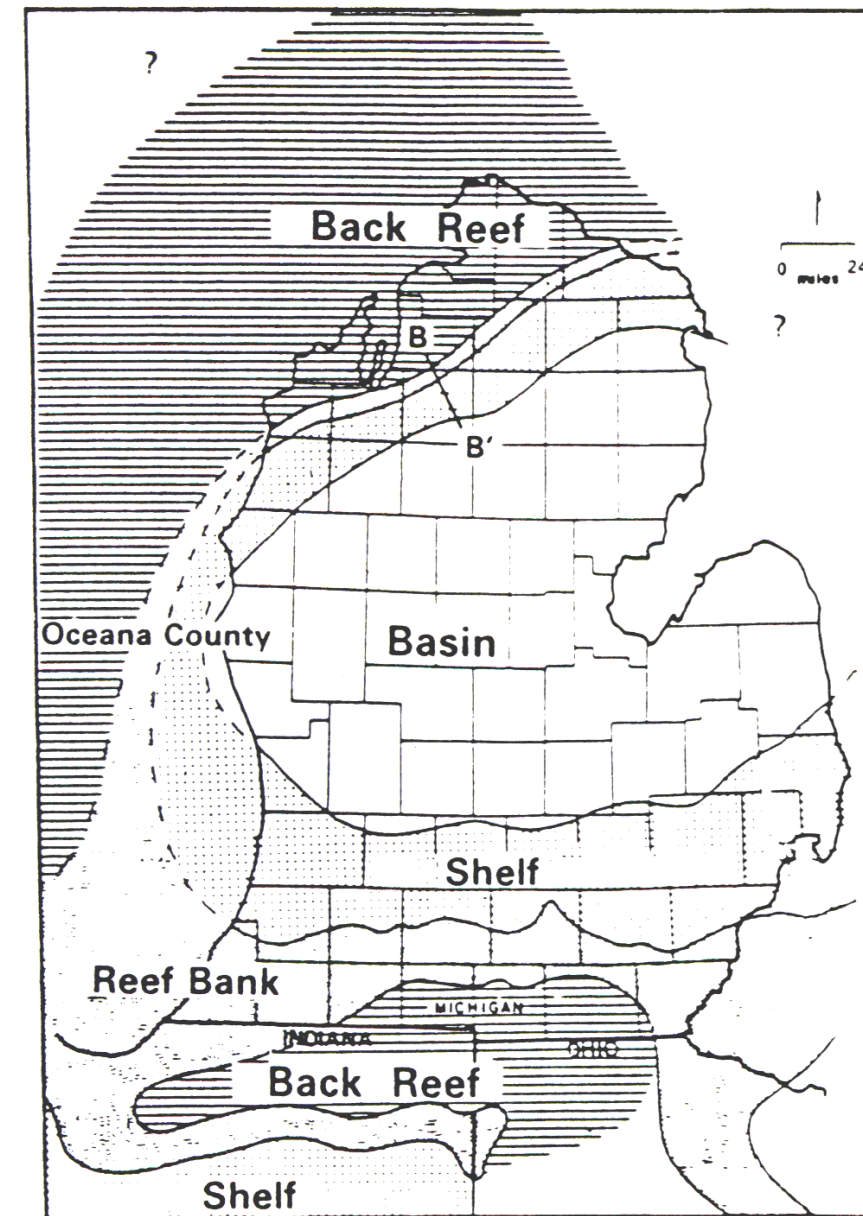 ?
Back Reef
0 24
miles
?
B
B'
Oceana County
Basin
Shelf
Reef Bank
MICHIGAN
INDIANA
OHIO
Back Reef
Shelf